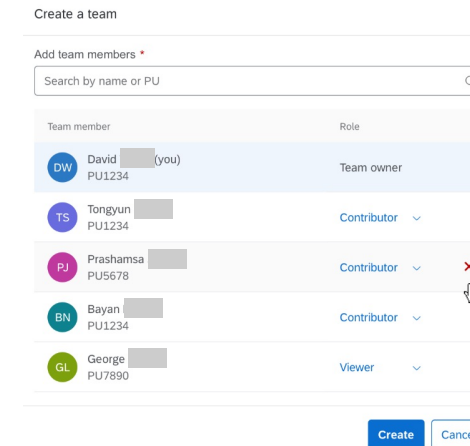 Create a team
Add team members *
Search by name or PU
Team member Role
DW David (you) Team owner
PU1234
TS Tongyun Contributor
PU1234
PJ Prashamsa Contributor
PU5678
BN Bayan Contributor
PU1234
GL George Viewer
PU7890
Create Cance